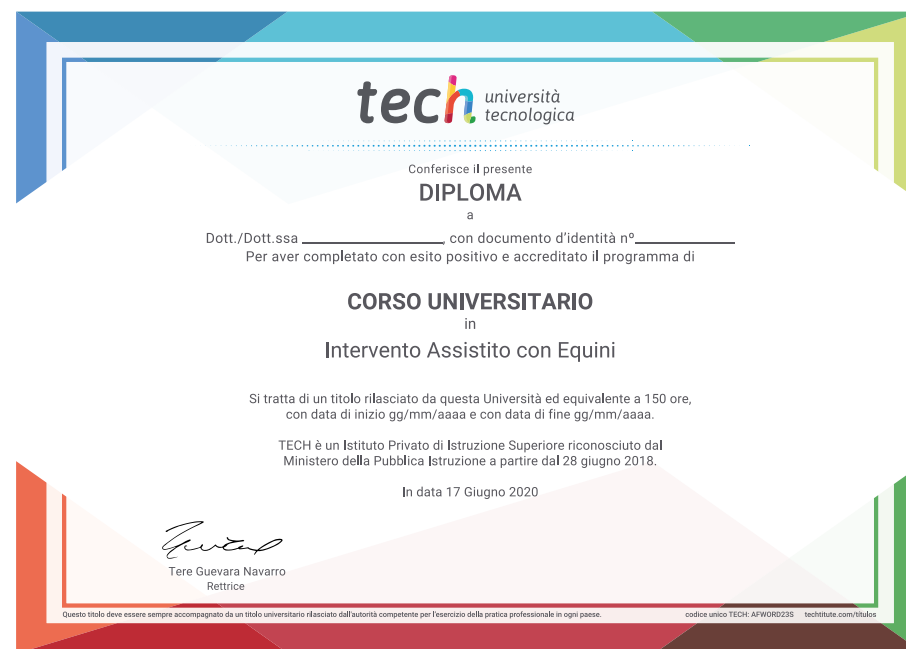 tech università
tecnologica
Conferisce il presente
DIPLOMA
a
Dott./Dott.ssa ____________________, con documento d'identità nº______________
Per aver completato con esito positivo e accreditato il programma di
CORSO UNIVERSITARIO
in
Intervento Assistito con Equini
Si tratta di un titolo rilasciato da questa Università ed equivalente a 150 ore,
con data di inizio gg/mm/aaaa e con data di fine gg/mm/aaaa.
TECH è un Istituto Privato di Istruzione Superiore riconosciuto dal
Ministero della Pubblica Istruzione a partire dal 28 giugno 2018.
In data 17 Giugno 2020
Tere Guevara Navarro
Rettrice
Questo titolo deve essere sempre accompagnato da un titolo universitario rilasciato dall'autorità competente per l'esercizio della pratica professionale in ogni paese. codice unico TECH: AFWORD23S techtitute.com/titulos